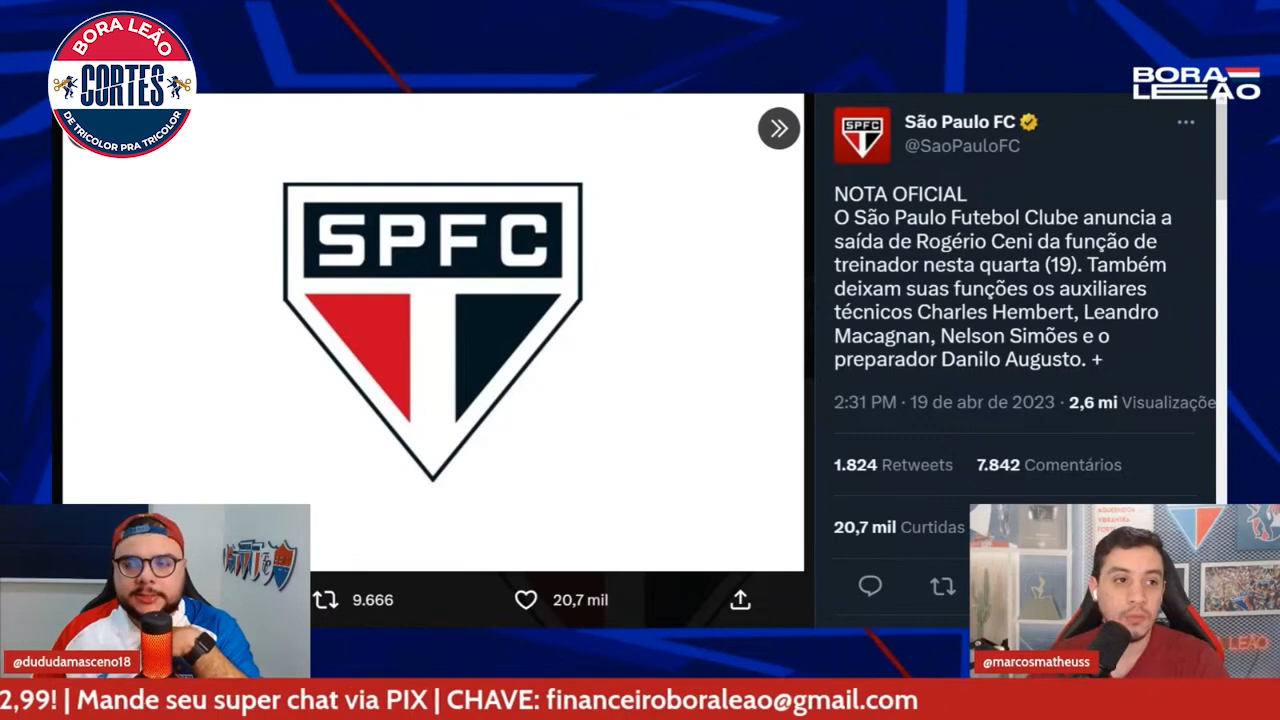 BORA LEÃO
CORTES
DE TRICOLOR PRA TRICOLOR
BORA
LEÃO
SPFC
SPFC
São Paulo FC
@SaoPauloFC
NOTA OFICIAL
O São Paulo Futebol Clube anuncia a
saída de Rogério Ceni da função de
treinador nesta quarta (19). Também
deixam suas funções os auxiliares
técnicos Charles Hembert, Leandro
Macagnan, Nelson Simões e o
preparador Danilo Augusto. +
2:31 PM · 19 de abr de 2023 · 2,6 mi Visualizaçõe
1.824 Retweets 7.842 Comentários
20,7 mil Curtidas
9.666
20,7 mil
AGUERRIDA
VIBRANTE
LEÃO
@dududamasceno18
@marcosmatheuss
2,99! | Mande seu super chat via PIX | CHAVE: financeiroboraleao@gmail.com